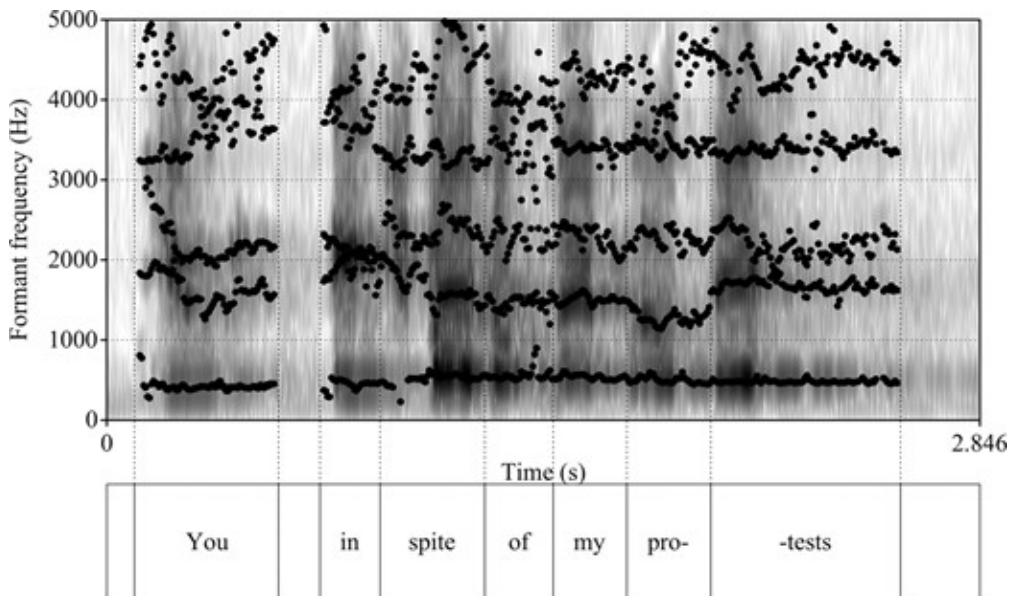 5000
4000
3000
2000
1000
0
Formant frequency (Hz)
0 2.846
Time (s)
You in spite of my pro- -tests